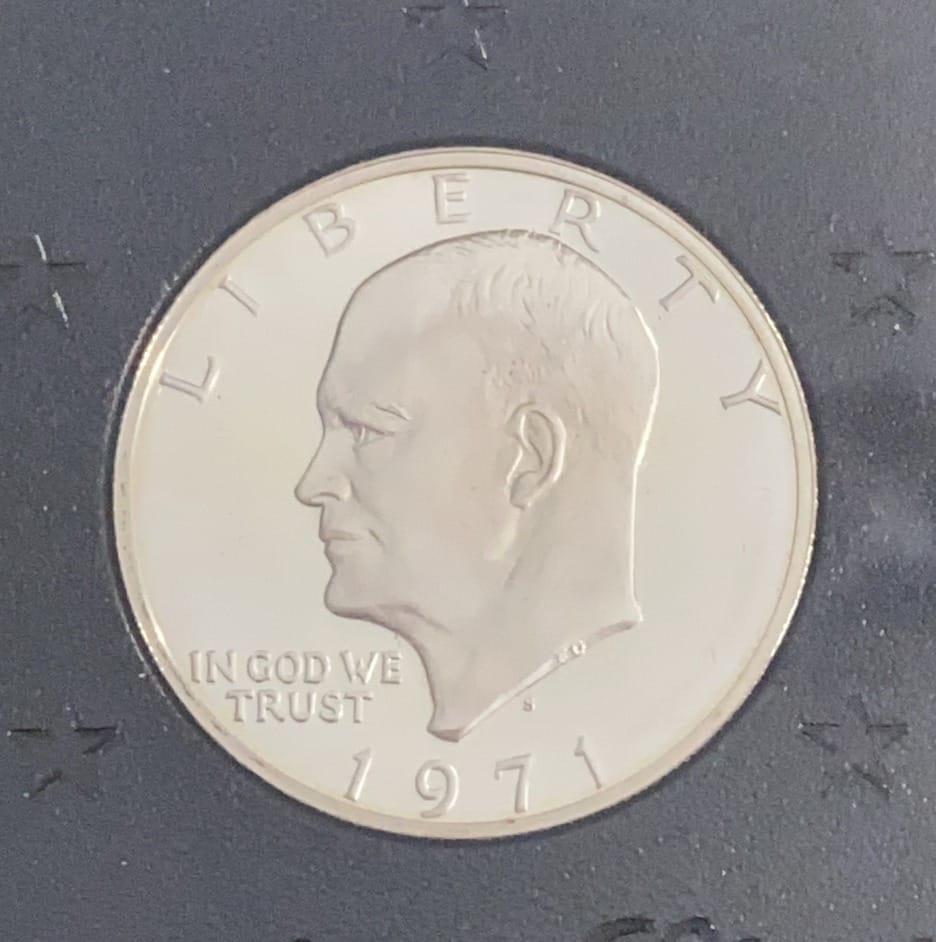 LIBERTY
IN GOD WE
TRUST
FG
S
1971